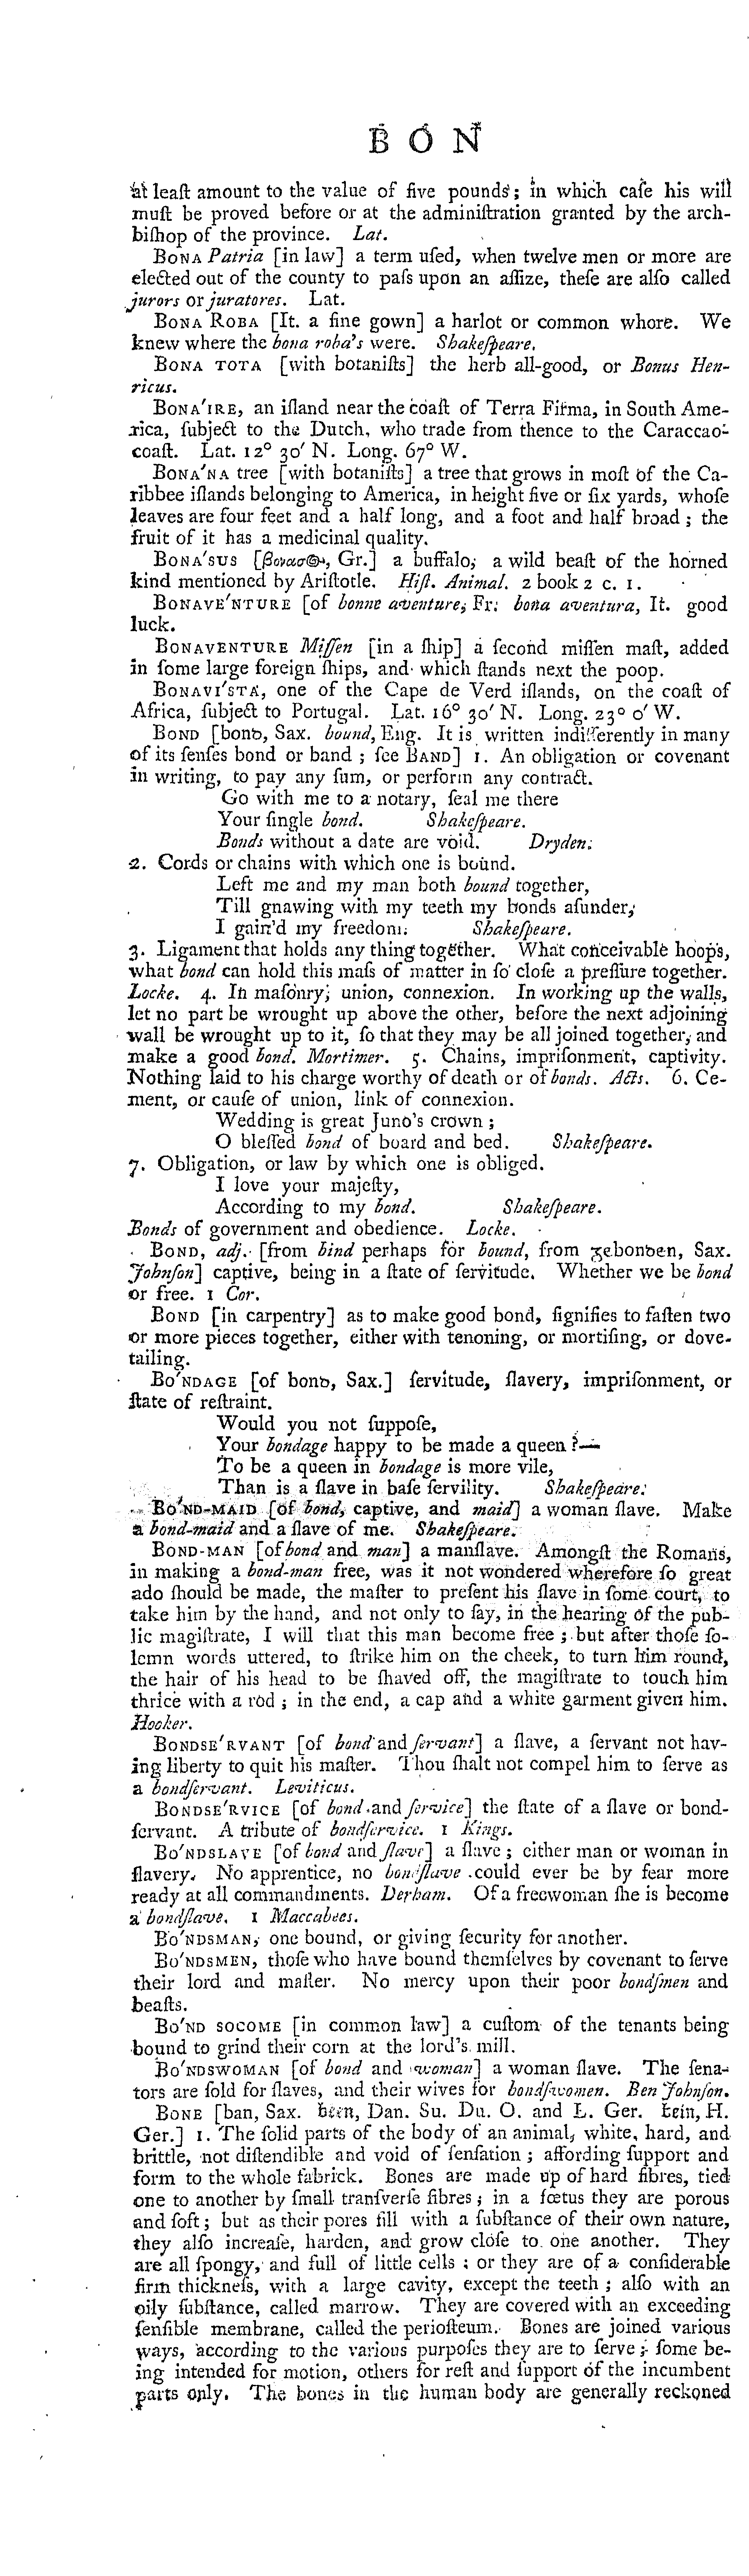 B O N
at leaſt amount to the value of five pounds; in which caſe his will
muſt be proved before or at the adminiſtration granted by the arch-
biſhop of the province. Lat.
BONA Patria [in law] a term uſed, when twelve men or more are
elected out of the county to paſs upon an aſſize, theſe are alſo called
jurors or juratores. Lat.
BONA ROBA [It. a fine gown] a harlot or common whore. We
knew where the bona roba's were. Shakeſpeare.
BONA TOTA [with botaniſts] the herb all-good, or Bonus Hen-
ricus.
BONA'IRE, an iſland near the coaſt of Terra Firma, in South Ame-
rica, ſubject to the Dutch, who trade from thence to the Caraccao-
coaſt. Lat. 12° 30′ N. Long. 67° W.
BONA'NA tree [with botaniſts] a tree that grows in moſt of the Ca-
ribbee iſlands belonging to America, in height five or ſix yards, whoſe
leaves are four feet and a half long, and a foot and half broad; the
fruit of it has a medicinal quality.
BONA'SUS [βονασ@, Gr.] a buffalo, a wild beaſt of the horned
kind mentioned by Ariſtotle. Hiſt. Animal. 2 book 2 c. 1.
BONAVE'NTURE [of bonne aventure, Fr. bona aventura, It. good
luck.
BONAVENTURE Miſſen [in a ſhip] a ſecond miſſen maſt, added
in ſome large foreign ſhips, and which ſtands next the poop.
BONAVI'STA, one of the Cape de Verd iſlands, on the coaſt of
Africa, ſubject to Portugal. Lat. 16° 30′ N. Long. 23° 0′ W.
BOND [bonꝺ, Sax. bound, Eng. It is written indifferently in many
of its ſenſes bond or band; ſee BAND] 1. An obligation or covenant
in writing, to pay any ſum, or perform any contract.
Go with me to a notary, ſeal me there
Your ſingle bond. Shakeſpeare.
Bonds without a date are void. Dryden.
2. Cords or chains with which one is bound.
Left me and my man both bound together,
Till gnawing with my teeth my bonds aſunder,
I gain'd my freedom. Shakeſpeare.
3. Ligament that holds any thing together. What conceivable hoops,
what bond can hold this maſs of matter in ſo cloſe a preſſure together.
Locke. 4. In maſonry; union, connexion. In working up the walls,
let no part be wrought up above the other, before the next adjoining
wall be wrought up to it, ſo that they may be all joined together, and
make a good bond. Mortimer. 5. Chains, impriſonment, captivity.
Nothing laid to his charge worthy of death or of bonds. Acts. 6. Ce-
ment, or cauſe of union, link of connexion.
Wedding is great Juno's crown;
O bleſſed bond of board and bed. Shakeſpeare.
7. Obligation, or law by which one is obliged.
I love your majeſty,
According to my bond. Shakeſpeare.
Bonds of government and obedience. Locke.
BOND, adj. [from bind perhaps for bound, from ᵹebonꝺen, Sax.
Johnſon] captive, being in a ſtate of ſervitude. Whether we be bond
or free. 1 Cor.
BOND [in carpentry] as to make good bond, ſignifies to faſten two
or more pieces together, either with tenoning, or mortiſing, or dove-
tailing.
BO'NDAGE [of bonꝺ, Sax.] ſervitude, ſlavery, impriſonment, or
ſtate of reſtraint.
Would you not ſuppoſe,
Your bondage happy to be made a queen?—
To be a queen in bondage is more vile,
Than is a ſlave in baſe ſervility. Shakeſpeare.
BO'ND-MAID [of bond, captive, and maid] a woman ſlave. Make
a bond-maid and a ſlave of me. Shakeſpeare.
BOND-MAN [of bond and man] a manſlave. Amongſt the Romans,
in making a bond-man free, was it not wondered wherefore ſo great
ado ſhould be made, the maſter to preſent his ſlave in ſome court, to
take him by the hand, and not only to ſay, in the hearing of the pub-
lic magiſtrate, I will that this man become free; but after thoſe ſo-
lemn words uttered, to ſtrike him on the cheek, to turn him round,
the hair of his head to be ſhaved off, the magiſtrate to touch him
thrice with a rod; in the end, a cap and a white garment given him.
Hooker.
BONDSE'RVANT [of bond and ſervant] a ſlave, a ſervant not hav-
ing liberty to quit his maſter. Thou ſhalt not compel him to ſerve as
a bondſervant. Leviticus.
BONDSE'RVICE [of bond and ſervice] the ſtate of a ſlave or bond-
ſervant. A tribute of bondſervice. 1 Kings.
BO'NDSLAVE [of bond and ſlave] a ſlave; either man or woman in
ſlavery. No apprentice, no bondſlave could ever be by fear more
ready at all commandments. Derham. Of a freewoman ſhe is become
a bondſlave. 1 Maccabees.
BO'NDSMAN, one bound, or giving ſecurity for another.
BO'NDSMEN, thoſe who have bound themſelves by covenant to ſerve
their lord and maſter. No mercy upon their poor bondſmen and
beaſts.
BO'ND SOCOME [in common law] a cuſtom of the tenants being
bound to grind their corn at the lord's mill.
BO'NDSWOMAN [of bond and woman] a woman ſlave. The ſena-
tors are ſold for ſlaves, and their wives for bondſwomen. Ben Johnſon.
BONE [ban, Sax. been, Dan. Su. Du. O. and L. Ger. bein, H.
Ger.] 1. The ſolid parts of the body of an animal, white, hard, and
brittle, not diſtendible and void of ſenſation; affording ſupport and
form to the whole fabrick. Bones are made up of hard fibres, tied
one to another by ſmall tranſverſe fibres; in a fœtus they are porous
and ſoft; but as their pores fill with a ſubſtance of their own nature,
they alſo increaſe, harden, and grow cloſe to one another. They
are all ſpongy, and full of little cells; or they are of a conſiderable
firm thickneſs, with a large cavity, except the teeth; alſo with an
oily ſubſtance, called marrow. They are covered with an exceeding
ſenſible membrane, called the perioſteum. Bones are joined various
ways, according to the various purpoſes they are to ſerve; ſome be-
ing intended for motion, others for reſt and ſupport of the incumbent
parts only. The bones in the human body are generally reckoned